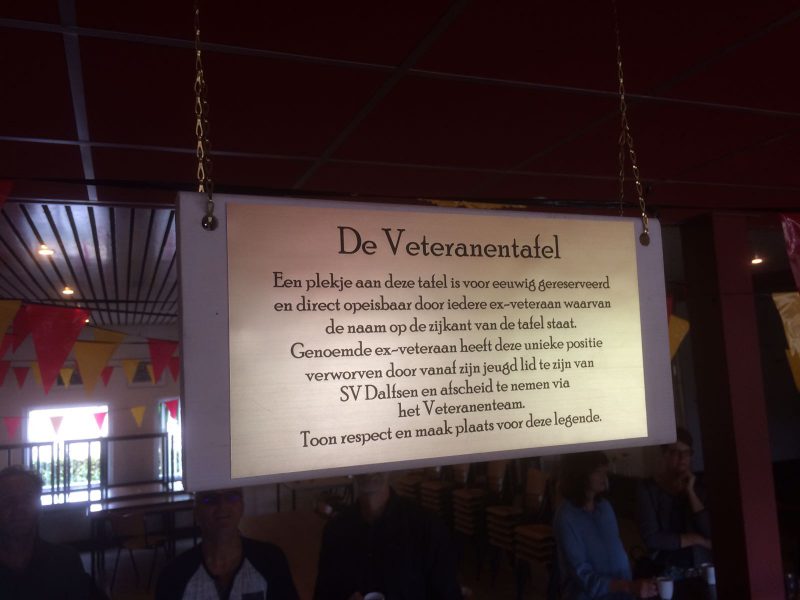 De Veteranentafel
Een plekje aan deze tafel is voor eeuwig gereserveerd
en direct opeisbaar door iedere ex-veteraan waarvan
de naam op de zijkant van de tafel staat.
Genoemde ex-veteraan heeft deze unieke positie
verworven door vanaf zijn jeugd lid te zijn van
SV Dalfsen en afscheid te nemen via
het Veteranenteam.
Toon respect en maak plaats voor deze legende.